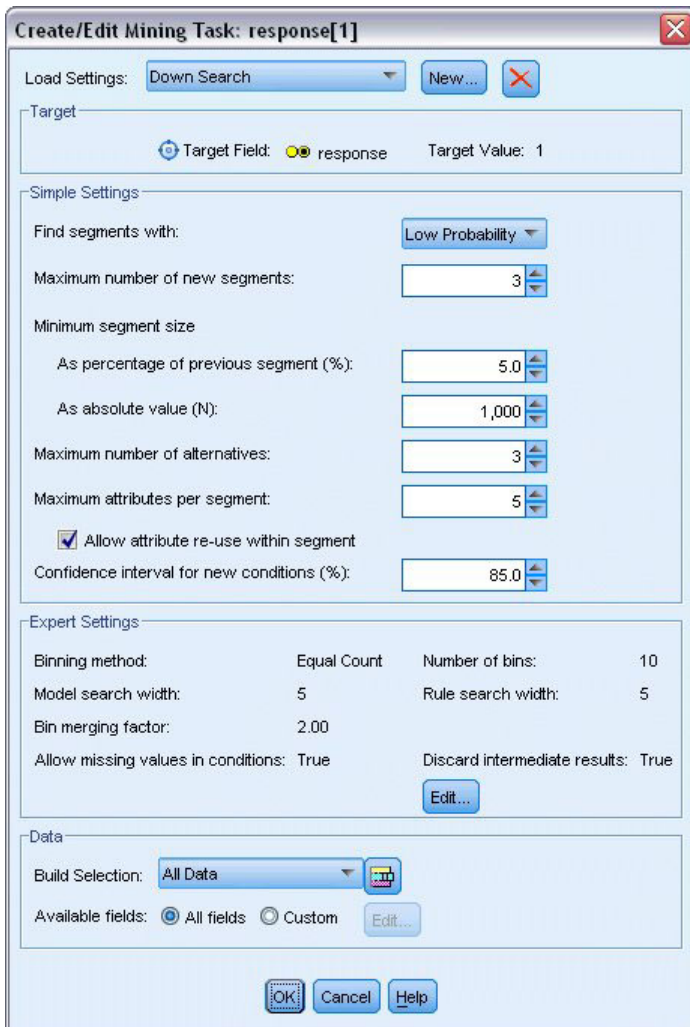 Create/Edit Mining Task: response[1]
Load Settings: Down Search New...
Target
Target Field: response Target Value: 1
Simple Settings
Find segments with: Low Probability
Maximum number of new segments: 3
Minimum segment size
As percentage of previous segment (%): 5.0
As absolute value (N): 1,000
Maximum number of alternatives: 3
Maximum attributes per segment: 5
Allow attribute re-use within segment
Confidence interval for new conditions (%): 85.0
Expert Settings
Binning method: Equal Count Number of bins: 10
Model search width: 5 Rule search width: 5
Bin merging factor: 2.00
Allow missing values in conditions: True Discard intermediate results: True
Edit...
Data
Build Selection: All Data
Available fields: All fields Custom Edit...
OK Cancel Help